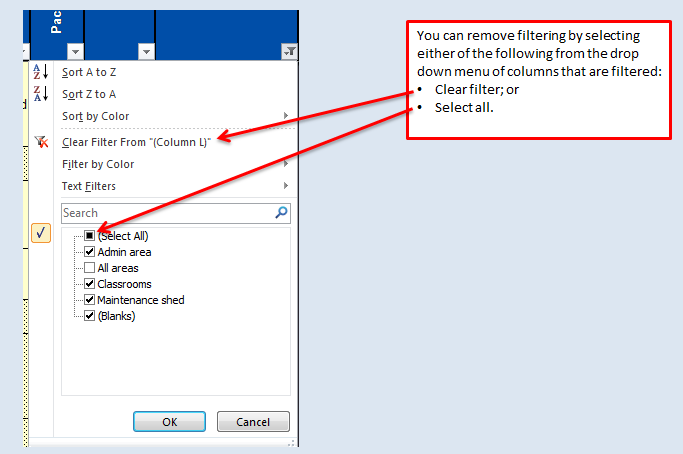 Pac
You can remove filtering by selecting
either of the following from the drop
down menu of columns that are filtered:
• Clear filter; or
• Select all.
Sort A to Z
Sort Z to A
Sort by Color
Clear Filter From "(Column L)"
Filter by Color
Text Filters
Search
(Select All)
Admin area
All areas
Classrooms
Maintenance shed
(Blanks)
OK
Cancel